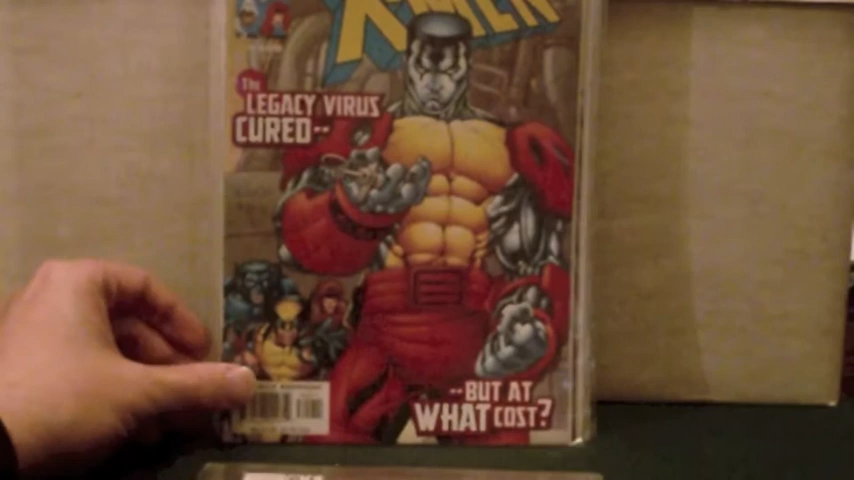 X-MEN
The
LEGACY VIRUS
CURED--
--BUT AT
WHAT COST?